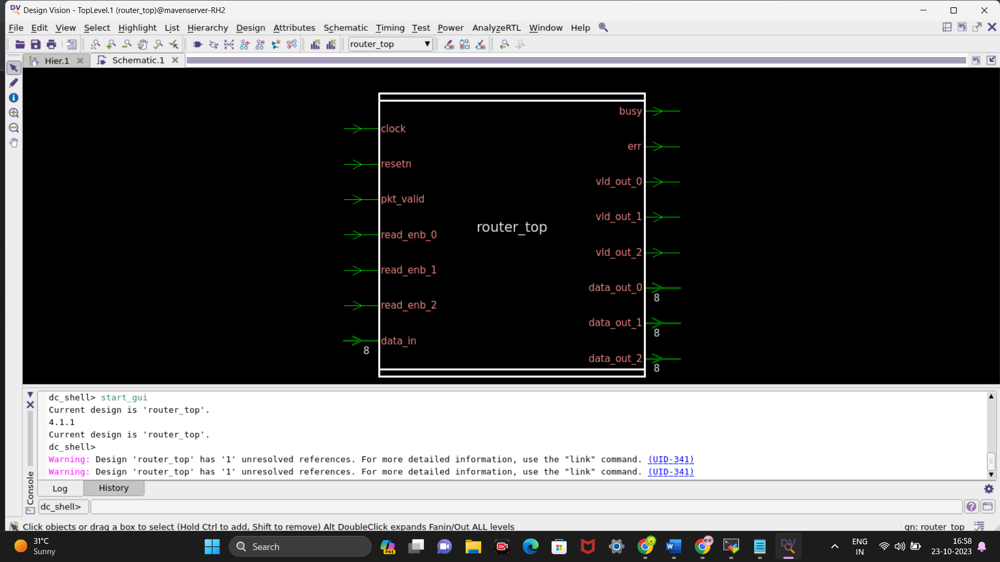 Design Vision - TopLevel.1 (router_top)@mavenserver-RH2
File Edit View Select Highlight List Hierarchy Design Attributes Schematic Timing Test Power AnalyzeRTL Window Help
router_top
Hier.1 Schematic.1
busy
clock
err
resetn
vld_out_0
pkt_valid
vld_out_1
router_top
read_enb_0
vld_out_2
read_enb_1
data_out_0
8
read_enb_2
data_out_1
8
data_in
8
data_out_2
8
dc_shell> start_gui
Current design is 'router_top'.
4.1.1
Current design is 'router_top'.
dc_shell>
Warning: Design 'router_top' has '1' unresolved references. For more detailed information, use the "link" command. (UID-341)
Warning: Design 'router_top' has '1' unresolved references. For more detailed information, use the "link" command. (UID-341)
Console
Log History
dc_shell>
Click objects or drag a box to select (Hold Ctrl to add, Shift to remove) Alt DoubleClick expands Fanin/Out ALL levels
gn: router_top
31°C
Sunny
Search
PRE
ENG
IN
16:58
23-10-2023